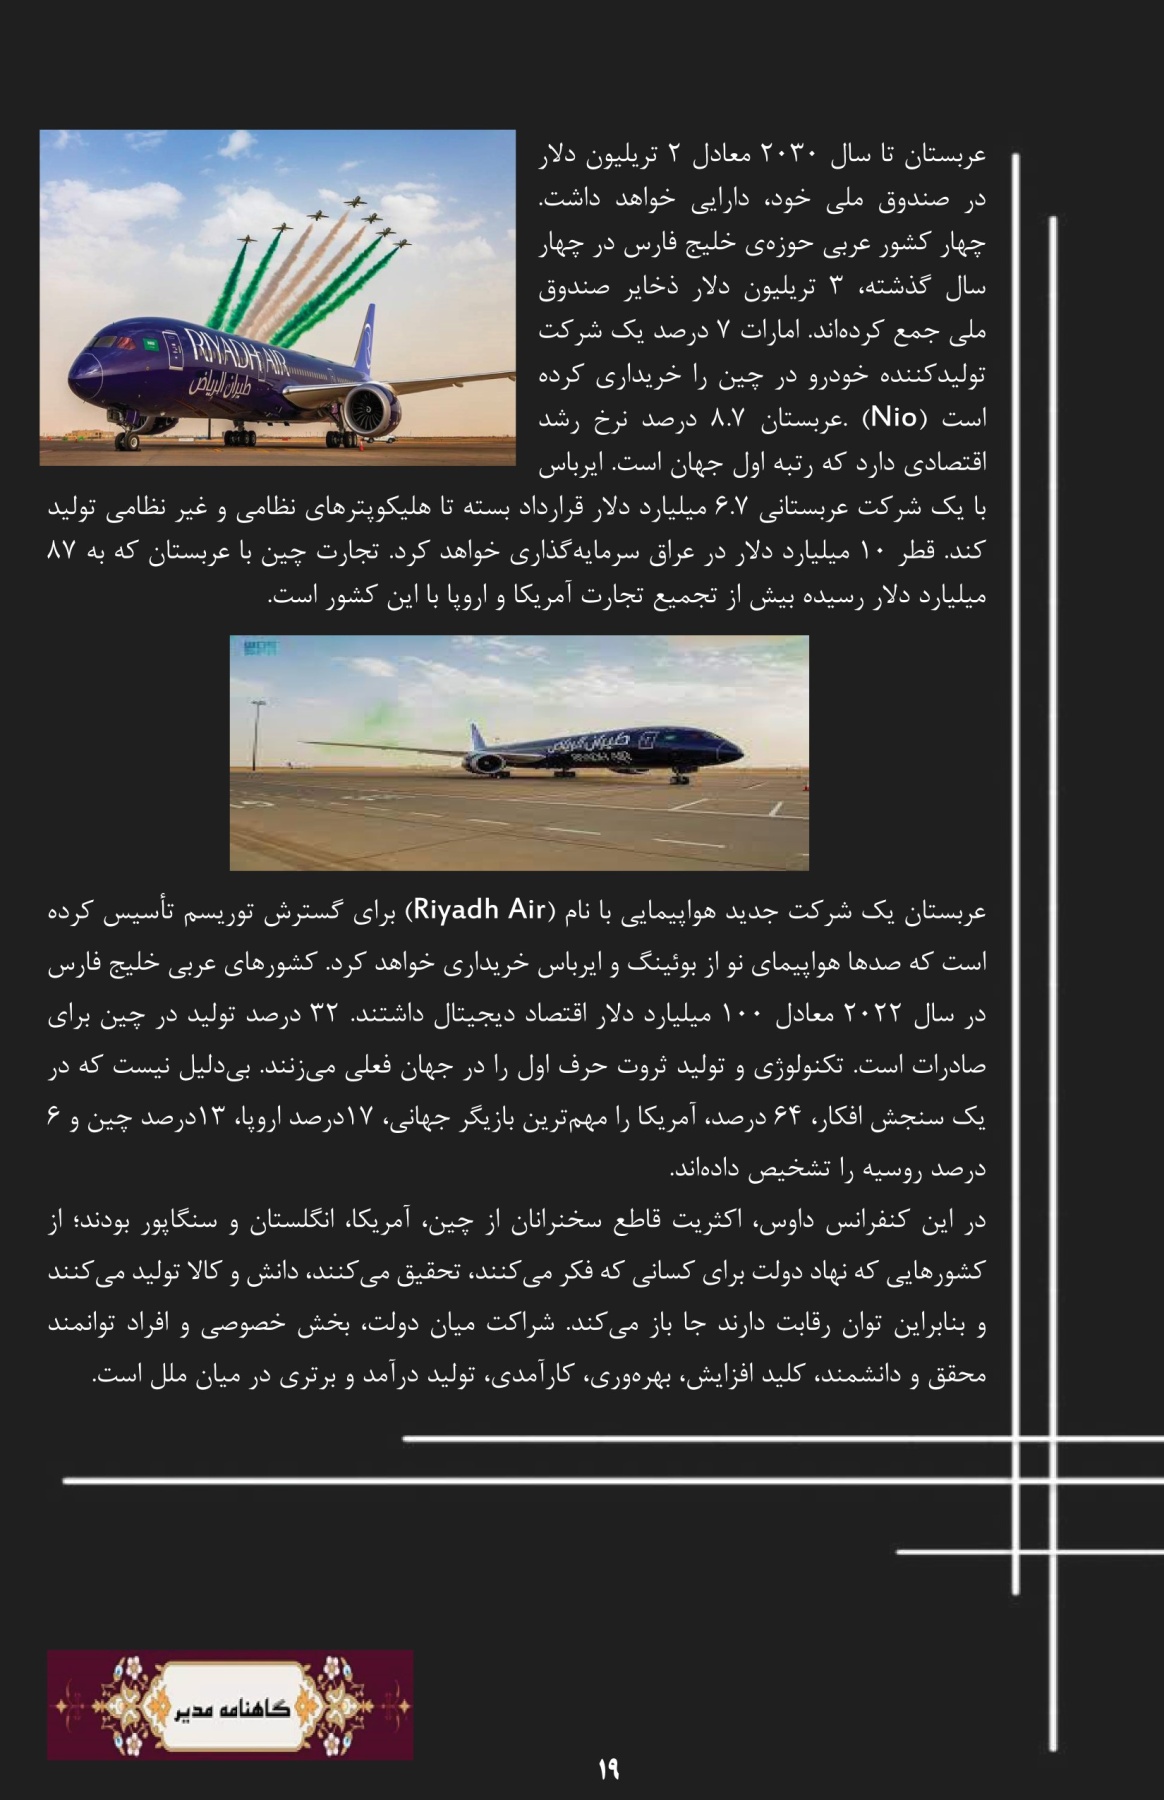 عربستان تا سال ۲۰۳۰ معادل ۲ تریلیون دلار
در صندوق ملی خود، دارایی خواهد داشت.
چهار کشور عربی حوزه‌ی خلیج فارس در چهار
سال گذشته، ۳ تریلیون دلار ذخایر صندوق
ملی جمع کرده‌اند. امارات ۷ درصد یک شرکت
تولیدکننده خودرو در چین را خریداری کرده
است (Nio) .عربستان ۸.۷ درصد نرخ رشد
اقتصادی دارد که رتبه اول جهان است. ایرباس
با یک شرکت عربستانی ۶.۷ میلیارد دلار قرارداد بسته تا هلیکوپترهای نظامی و غیر نظامی تولید
کند. قطر ۱۰ میلیارد دلار در عراق سرمایه‌گذاری خواهد کرد. تجارت چین با عربستان که به ۸۷
میلیارد دلار رسیده بیش از تجمیع تجارت آمریکا و اروپا با این کشور است.
RIYADH AIR
طيران الرياض
طيران الرياض
RIYADH AIR
عربستان یک شرکت جدید هواپیمایی با نام (Riyadh Air) برای گسترش توریسم تأسیس کرده
است که صدها هواپیمای نو از بوئینگ و ایرباس خریداری خواهد کرد. کشورهای عربی خلیج فارس
در سال ۲۰۲۲ معادل ۱۰۰ میلیارد دلار اقتصاد دیجیتال داشتند. ۳۲ درصد تولید در چین برای
صادرات است. تکنولوژی و تولید ثروت حرف اول را در جهان فعلی می‌زنند. بی‌دلیل نیست که در
یک سنجش افکار، ۶۴ درصد، آمریکا را مهم‌ترین بازیگر جهانی، ۱۷درصد اروپا، ۱۳درصد چین و ۶
درصد روسیه را تشخیص داده‌اند.
در این کنفرانس داوس، اکثریت قاطع سخنرانان از چین، آمریکا، انگلستان و سنگاپور بودند؛ از
کشورهایی که نهاد دولت برای کسانی که فکر می‌کنند، تحقیق می‌کنند، دانش و کالا تولید می‌کنند
و بنابراین توان رقابت دارند جا باز می‌کند. شراکت میان دولت، بخش خصوصی و افراد توانمند
محقق و دانشمند، کلید افزایش، بهره‌وری، کارآمدی، تولید درآمد و برتری در میان ملل است.
گاهنامه مدیر
۱۹